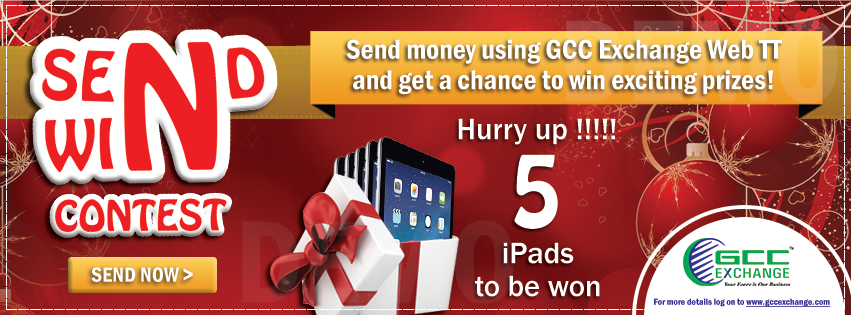 SEND
WIN
CONTEST
SEND NOW >
Send money using GCC Exchange Web TT
and get a chance to win exciting prizes!
Hurry up !!!!!
5
iPads
to be won
GCC™
EXCHANGE
Your Forex is Our Business
For more details log on to www.gccexchange.com
DEMO